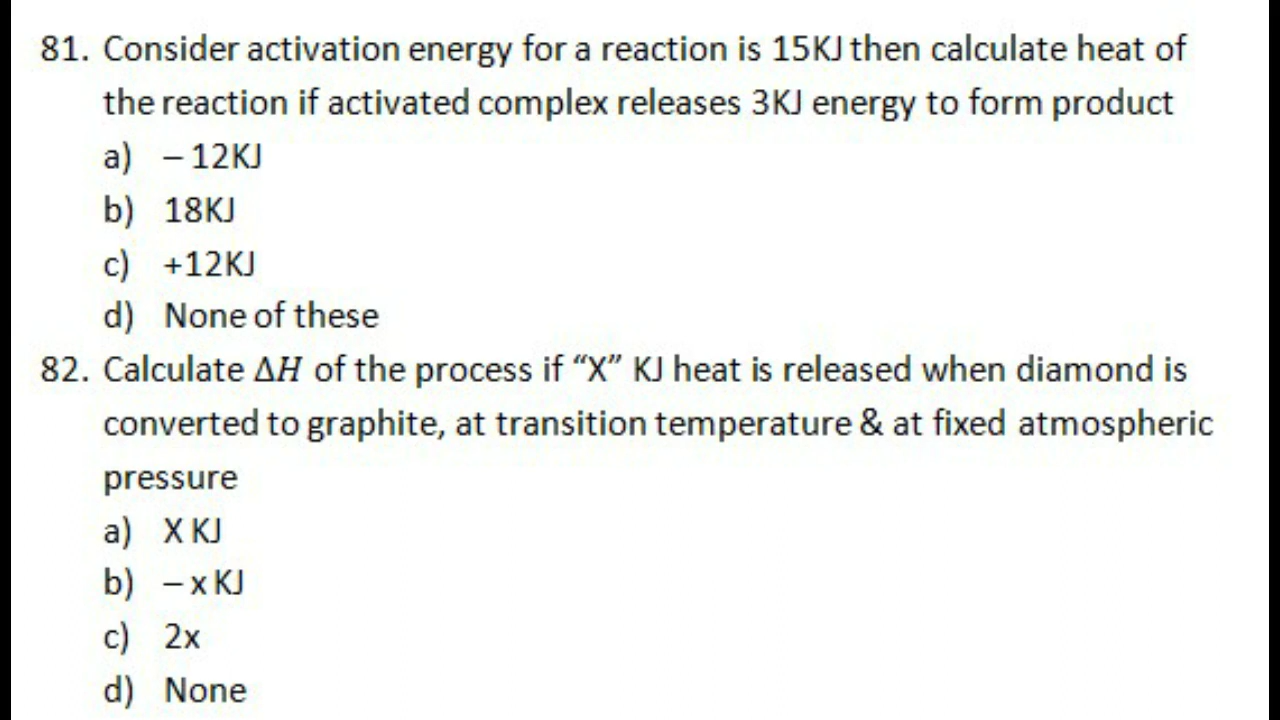 81. Consider activation energy for a reaction is 15KJ then calculate heat of
the reaction if activated complex releases 3KJ energy to form product
a) – 12KJ
b) 18KJ
c) +12KJ
d) None of these
82. Calculate Δ𝐻 of the process if “X” KJ heat is released when diamond is
converted to graphite, at transition temperature & at fixed atmospheric
pressure
a) X KJ
b) – x KJ
c) 2x
d) None